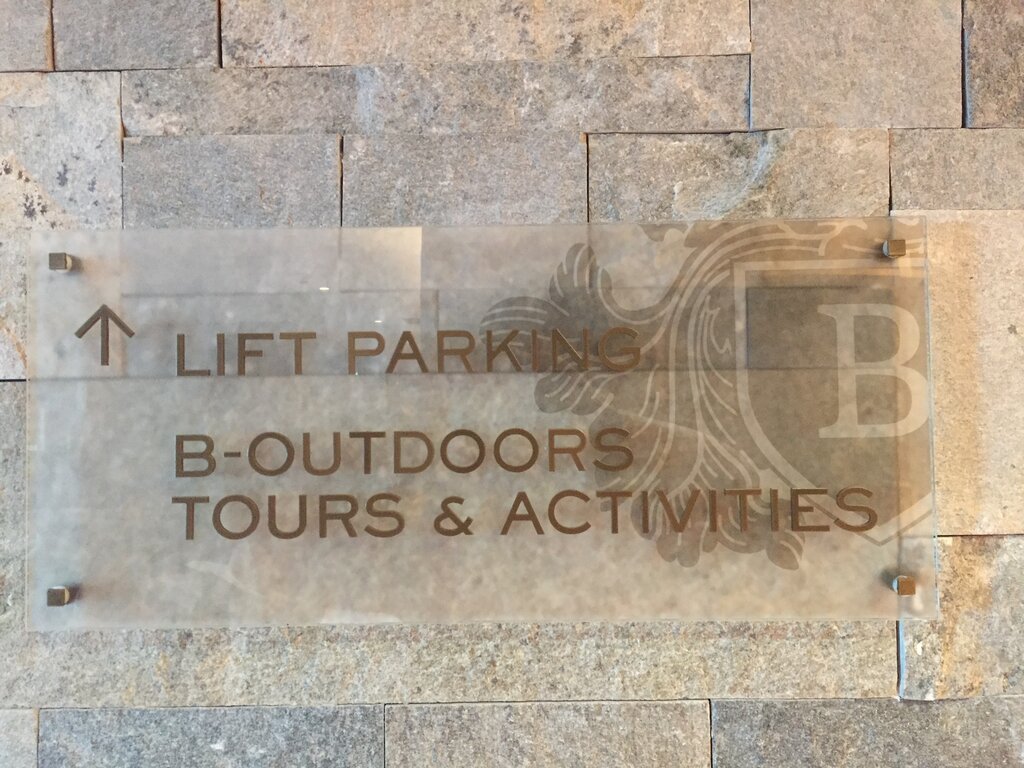 ↑ LIFT PARKING
B-OUTDOORS
TOURS & ACTIVITIES
B